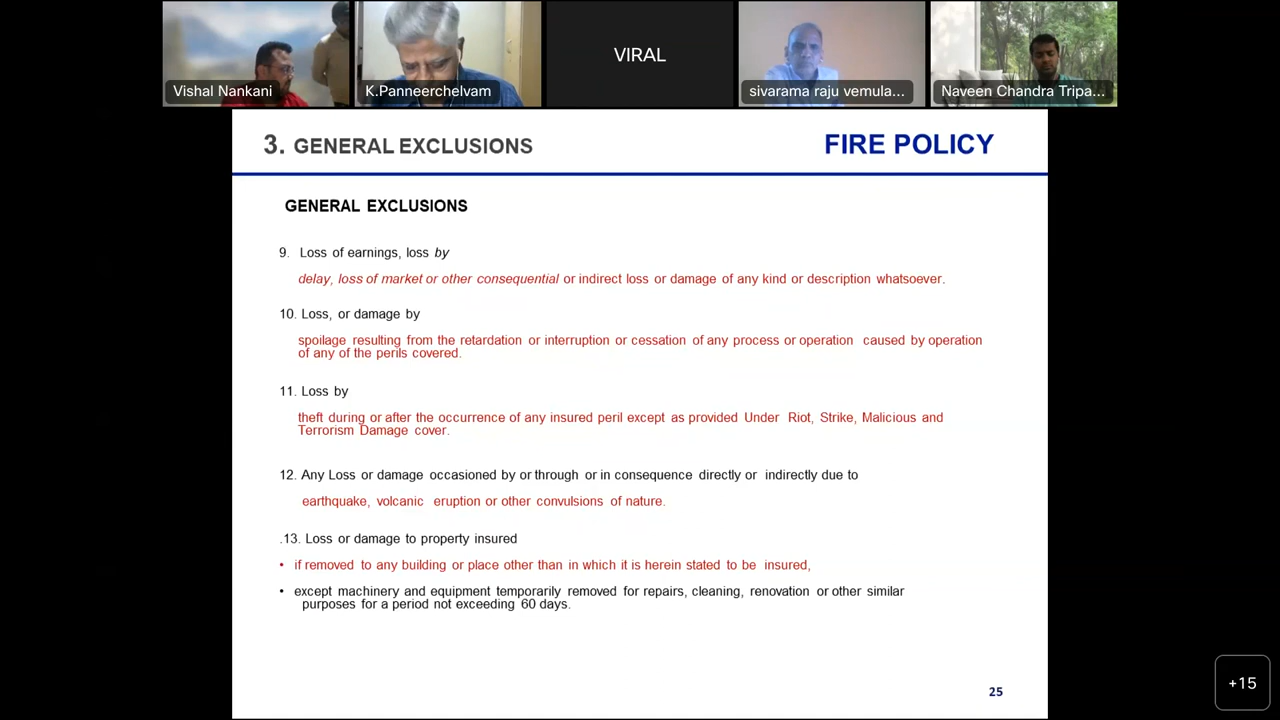 Vishal Nankani
K.Panneerchelvam
VIRAL
sivarama raju vemula...
Naveen Chandra Tripa...
3. GENERAL EXCLUSIONS
FIRE POLICY
GENERAL EXCLUSIONS
9. Loss of earnings, loss by
delay, loss of market or other consequential or indirect loss or damage of any kind or description whatsoever.
10. Loss, or damage by
spoilage resulting from the retardation or interruption or cessation of any process or operation caused by operation
of any of the perils covered.
11. Loss by
theft during or after the occurrence of any insured peril except as provided Under Riot, Strike, Malicious and
Terrorism Damage cover.
12. Any Loss or damage occasioned by or through or in consequence directly or indirectly due to
earthquake, volcanic eruption or other convulsions of nature.
.13. Loss or damage to property insured
• if removed to any building or place other than in which it is herein stated to be insured,
• except machinery and equipment temporarily removed for repairs, cleaning, renovation or other similar
purposes for a period not exceeding 60 days.
25
+15